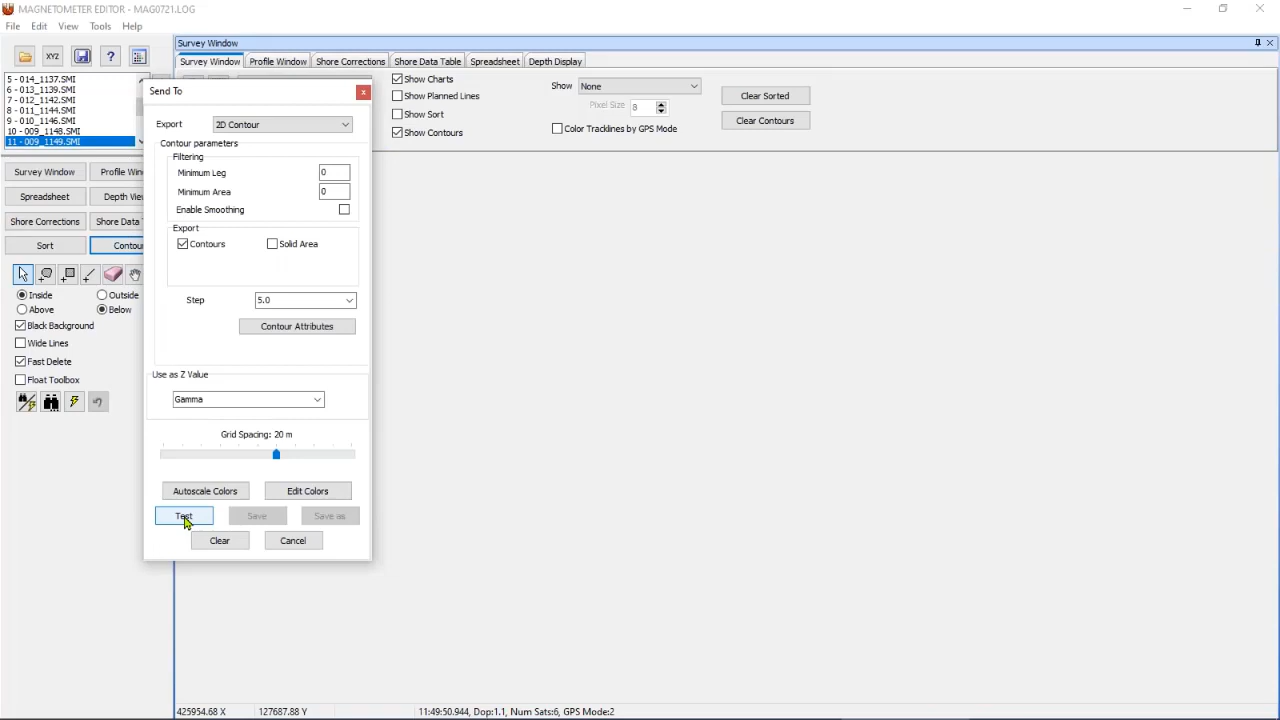 MAGNETOMETER EDITOR - MAG0721.LOG
File Edit View Tools Help
Survey Window
XYZ
?
Survey Window Profile Window Shore Corrections Shore Data Table Spreadsheet Depth Display
5 - 014_1137.SMI
6 - 013_1139.SMI
7 - 012_1142.SMI
8 - 011_1144.SMI
9 - 010_1146.SMI
10 - 009_1148.SMI
11 - 009_1149.SMI
Show Charts
Show Planned Lines
Show Sort
Show Contours
Show None
Pixel Size 8
Color Tracklines by GPS Mode
Clear Sorted
Clear Contours
Survey Window Profile Win
Spreadsheet Depth Vie
Shore Corrections Shore Data
Sort Contou
Inside Outside
Above Below
Black Background
Wide Lines
Fast Delete
Float Toolbox
Send To
x
Export 2D Contour
Contour parameters
Filtering
Minimum Leg 0
Minimum Area 0
Enable Smoothing
Export
Contours Solid Area
Step 5.0
Contour Attributes
Use as Z Value
Gamma
Grid Spacing: 20 m
Autoscale Colors Edit Colors
Test Save Save as
Clear Cancel
425954.68 X 127687.88 Y 11:49:50.944, Dop:1.1, Num Sats:6, GPS Mode:2